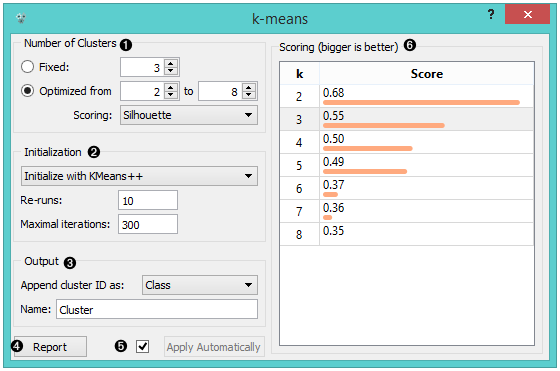 k-means
?
Number of Clusters ❶
Fixed: 3
Optimized from 2 to 8
Scoring: Silhouette
Initialization ❷
Initialize with KMeans++
Re-runs: 10
Maximal iterations: 300
Output ❸
Append cluster ID as: Class
Name: Cluster
❹ Report ❺ Apply Automatically
Scoring (bigger is better) ❻
k Score
2 0.68
3 0.55
4 0.50
5 0.49
6 0.37
7 0.36
8 0.35